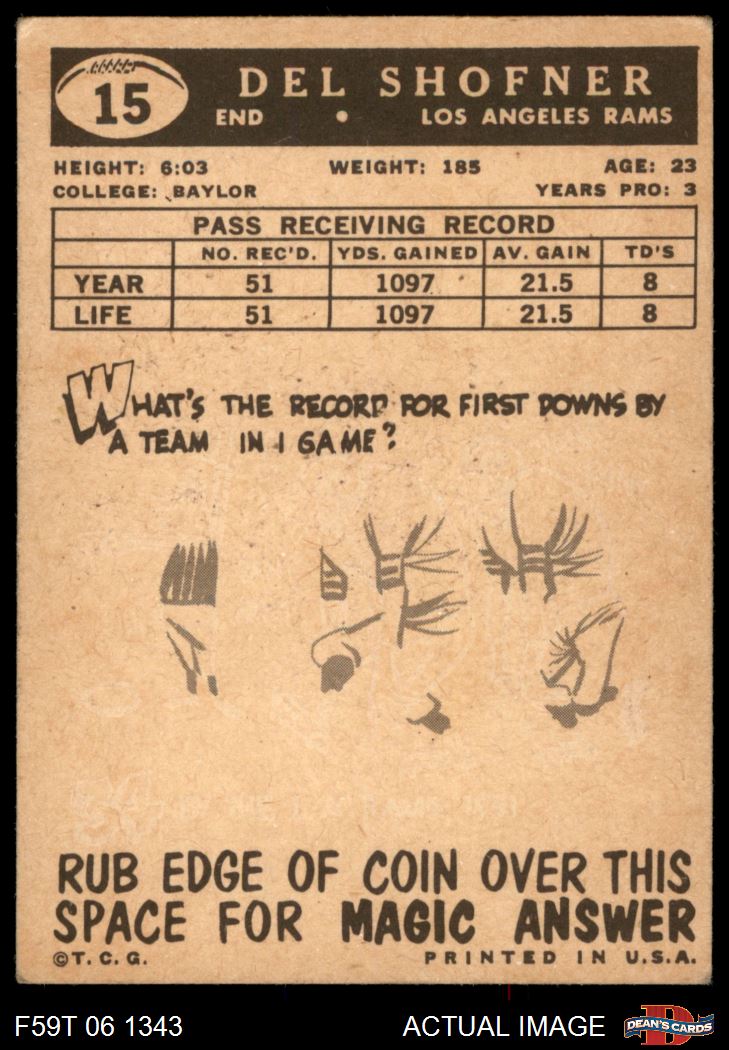 15
DEL SHOFNER
END • LOS ANGELES RAMS
HEIGHT: 6:03 WEIGHT: 185 AGE: 23
COLLEGE: BAYLOR YEARS PRO: 3
PASS RECEIVING RECORD
NO. REC'D. YDS. GAINED AV. GAIN TD'S
YEAR 51 1097 21.5 8
LIFE 51 1097 21.5 8
WHAT'S THE RECORD FOR FIRST DOWNS BY
A TEAM IN 1 GAME?
RUB EDGE OF COIN OVER THIS
SPACE FOR MAGIC ANSWER
©T.C.G. PRINTED IN U.S.A.
F59T 06 1343 ACTUAL IMAGE DEAN'S CARDS